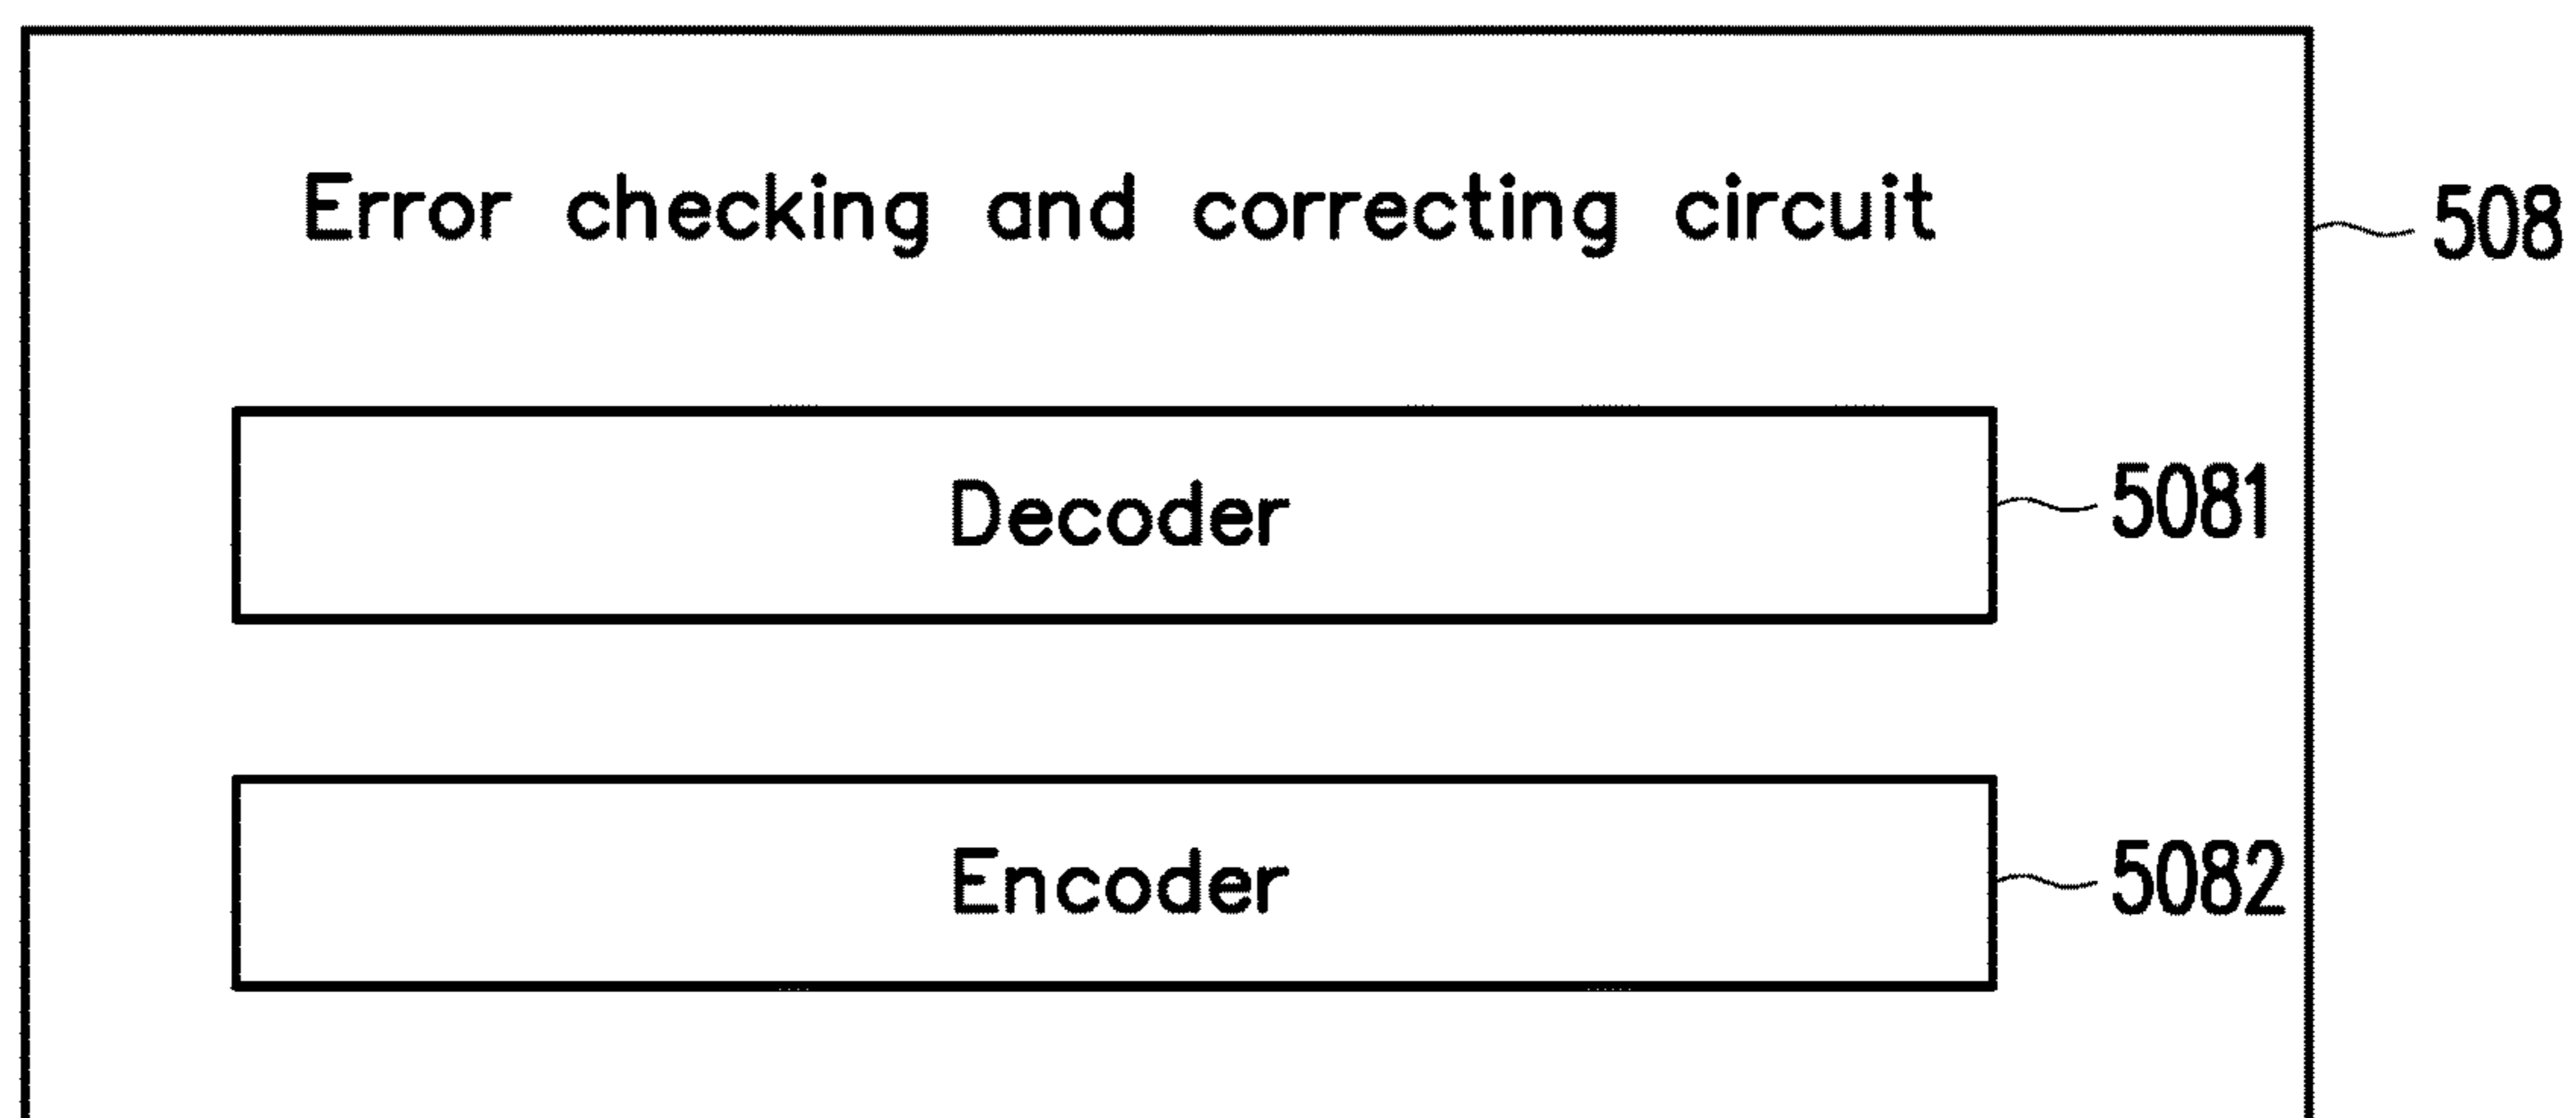 Error checking and correcting circuit
508
Decoder
5081
Encoder
5082